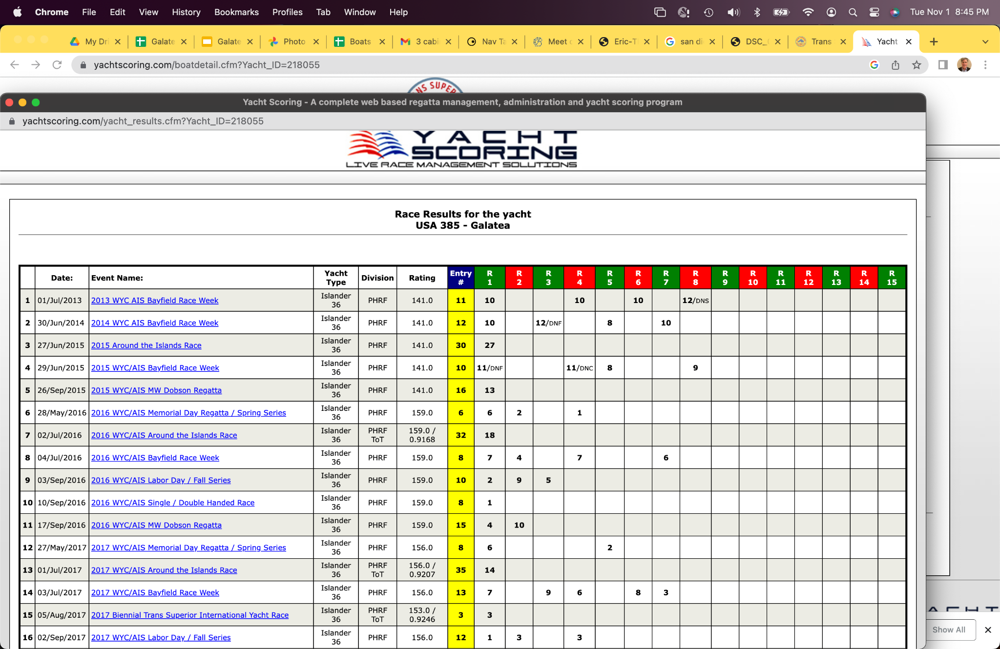 Chrome File Edit View History Bookmarks Profiles Tab Window Help Tue Nov 1 8:45 PM
My Dri Galate Galate Photo Boats 3 cabi Nav Ta Meet Eric-T san di DSC_ Trans Yacht
yachtscoring.com/boatdetail.cfm?Yacht_ID=218055
NS SUPER
Yacht Scoring - A complete web based regatta management, administration and yacht scoring program
yachtscoring.com/yacht_results.cfm?Yacht_ID=218055
YACHT
SCORING
LIVE RACE MANAGEMENT SOLUTIONS
Race Results for the yacht
USA 385 - Galatea
Date: Event Name: Yacht Type Division Rating Entry # R 1 R 2 R 3 R 4 R 5 R 6 R 7 R 8 R 9 R 10 R 11 R 12 R 13 R 14 R 15
1 01/Jul/2013 2013 WYC AIS Bayfield Race Week Islander 36 PHRF 141.0 11 10 10 10 12/DNS
2 30/Jun/2014 2014 WYC AIS Bayfield Race Week Islander 36 PHRF 141.0 12 10 12/DNF 8 10
3 27/Jun/2015 2015 Around the Islands Race Islander 36 PHRF 141.0 30 27
4 29/Jun/2015 2015 WYC/AIS Bayfield Race Week Islander 36 PHRF 141.0 10 11/DNF 11/DNC 8 9
5 26/Sep/2015 2015 WYC/AIS MW Dobson Regatta Islander 36 PHRF 141.0 16 13
6 28/May/2016 2016 WYC/AIS Memorial Day Regatta / Spring Series Islander 36 PHRF 159.0 6 6 2 1
7 02/Jul/2016 2016 WYC/AIS Around the Islands Race Islander 36 PHRF ToT 159.0 / 0.9168 32 18
8 04/Jul/2016 2016 WYC/AIS Bayfield Race Week Islander 36 PHRF 159.0 8 7 4 7 6
9 03/Sep/2016 2016 WYC/AIS Labor Day / Fall Series Islander 36 PHRF 159.0 10 2 9 5
10 10/Sep/2016 2016 WYC/AIS Single / Double Handed Race Islander 36 PHRF 159.0 8 1
11 17/Sep/2016 2016 WYC/AIS MW Dobson Regatta Islander 36 PHRF 159.0 15 4 10
12 27/May/2017 2017 WYC/AIS Memorial Day Regatta / Spring Series Islander 36 PHRF 156.0 8 6 2
13 01/Jul/2017 2017 WYC/AIS Around the Islands Race Islander 36 PHRF ToT 156.0 / 0.9207 35 14
14 03/Jul/2017 2017 WYC/AIS Bayfield Race Week Islander 36 PHRF 156.0 13 7 9 6 8 3
15 05/Aug/2017 2017 Biennial Trans Superior International Yacht Race Islander 36 PHRF ToT 153.0 / 0.9246 3 3
16 02/Sep/2017 2017 WYC/AIS Labor Day / Fall Series Islander 36 PHRF 156.0 12 1 3 3
Show All